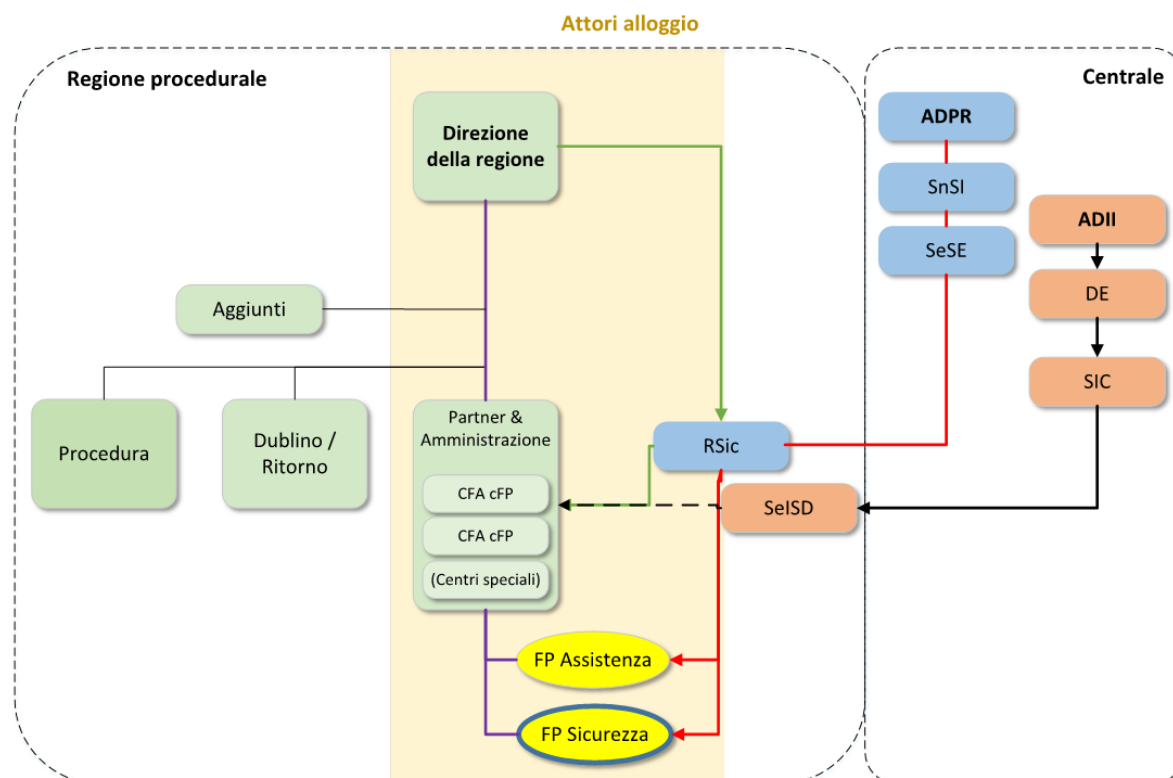 Attori alloggio
Regione procedurale
Centrale
Direzione
della regione
ADPR
SnSI
SeSE
ADII
DE
SIC
Aggiunti
Procedura
Dublino /
Ritorno
Partner &
Amministrazione
CFA cFP
CFA cFP
(Centri speciali)
RSic
SeISD
FP Assistenza
FP Sicurezza